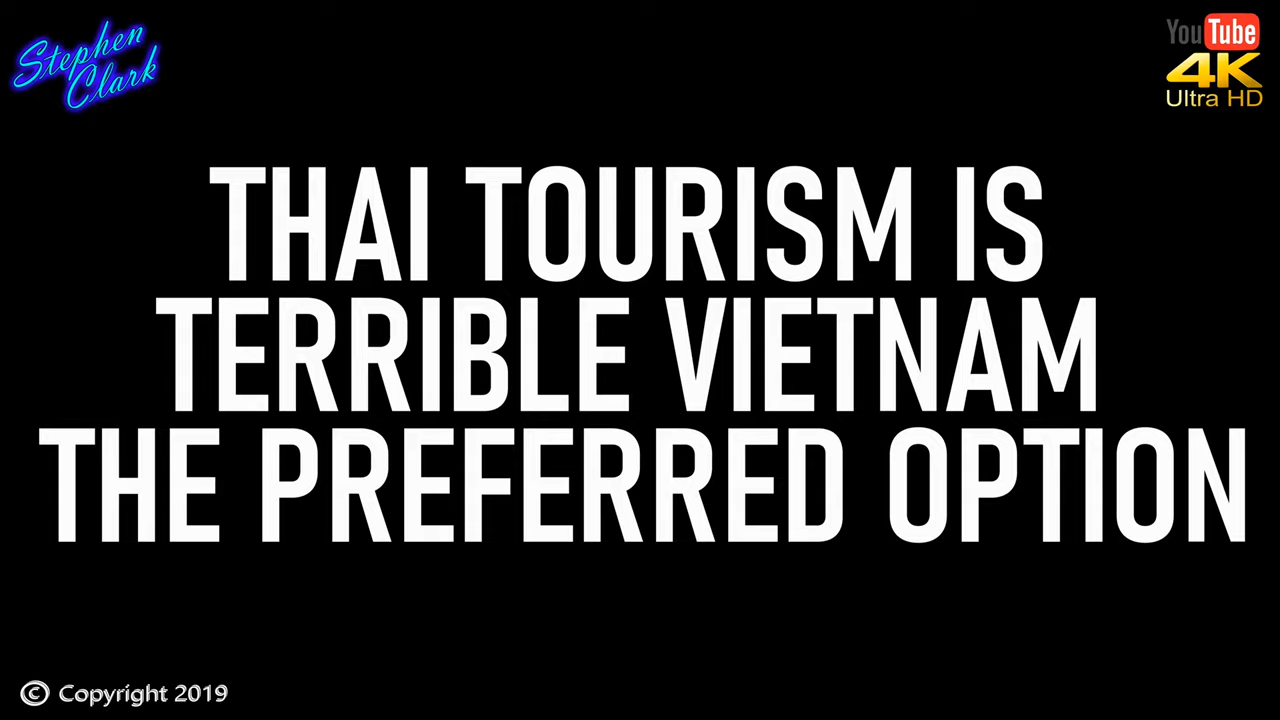 Stephen
Clark
YouTube
4K
Ultra HD
THAI TOURISM IS
TERRIBLE VIETNAM
THE PREFERRED OPTION
© Copyright 2019